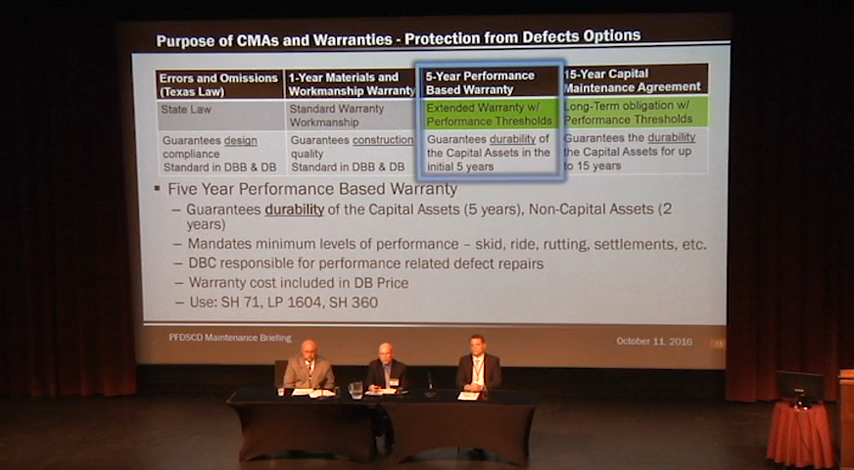 Purpose of CMAs and Warranties - Protection from Defects Options
Errors and Omissions
(Texas Law)
1-Year Materials and
Workmanship Warranty
5-Year Performance
Based Warranty
15-Year Capital
Maintenance Agreement
State Law
Standard Warranty
Workmanship
Extended Warranty w/
Performance Thresholds
Long-Term obligation w/
Performance Thresholds
Guarantees design
compliance
Standard in DBB & DB
Guarantees construction
quality
Standard in DBB & DB
Guarantees durability of
the Capital Assets in the
initial 5 years
Guarantees the durability
the Capital Assets for up
to 15 years
▪ Five Year Performance Based Warranty
– Guarantees durability of the Capital Assets (5 years), Non-Capital Assets (2
years)
– Mandates minimum levels of performance – skid, ride, rutting, settlements, etc.
– DBC responsible for performance related defect repairs
– Warranty cost included in DB Price
– Use: SH 71, LP 1604, SH 360
PFDSCD Maintenance Briefing
October 11, 2016